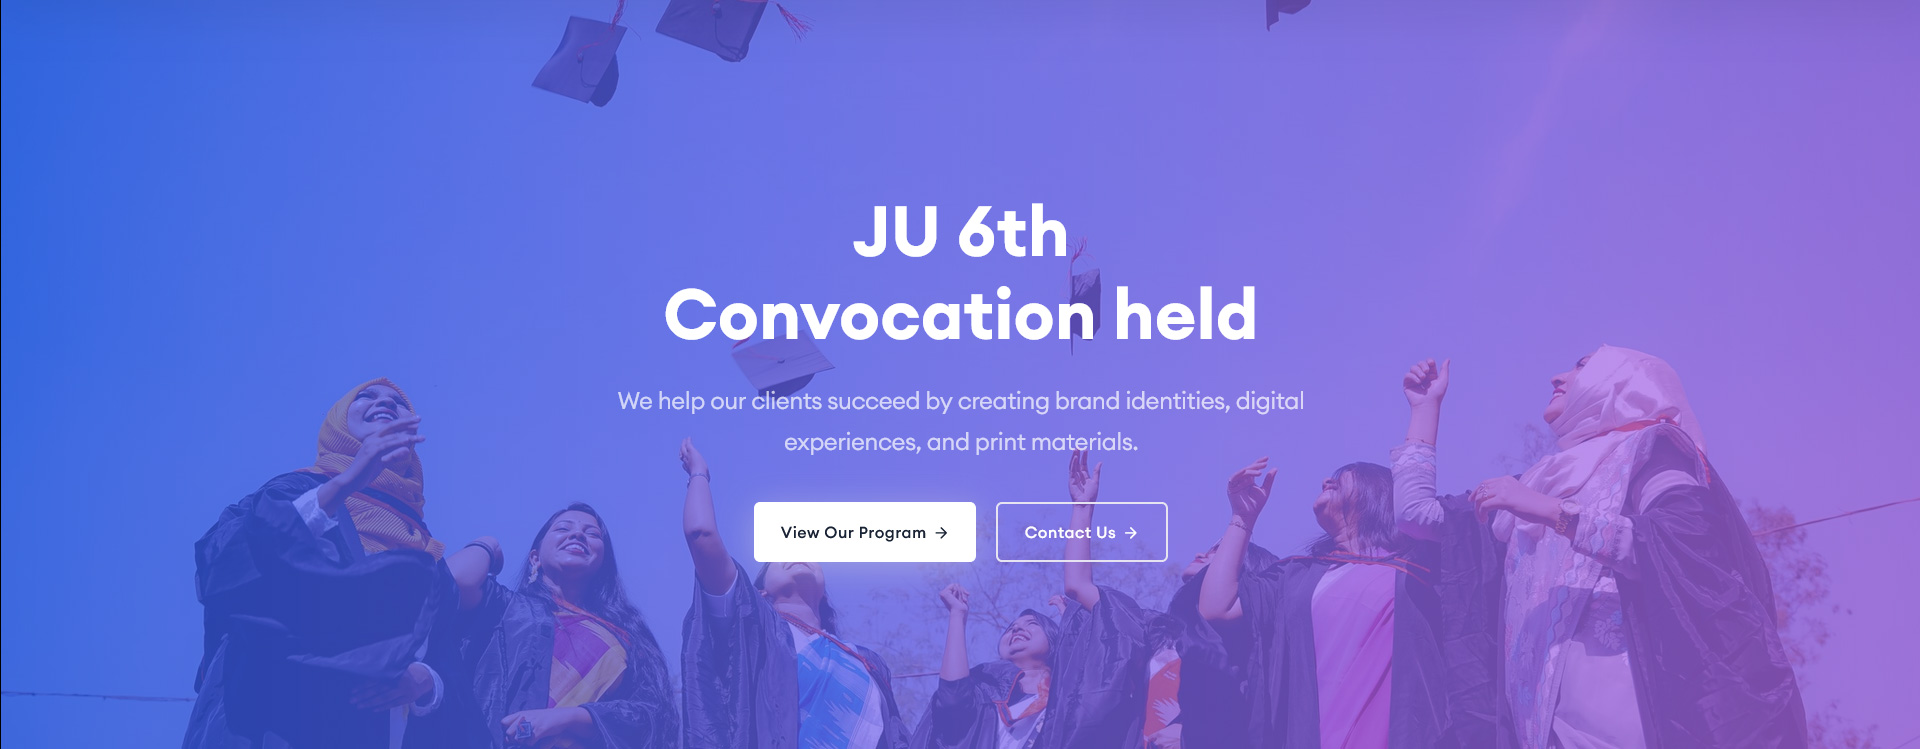 JU 6th
Convocation held
We help our clients succeed by creating brand identities, digital
experiences, and print materials.
View Our Program →
Contact Us →